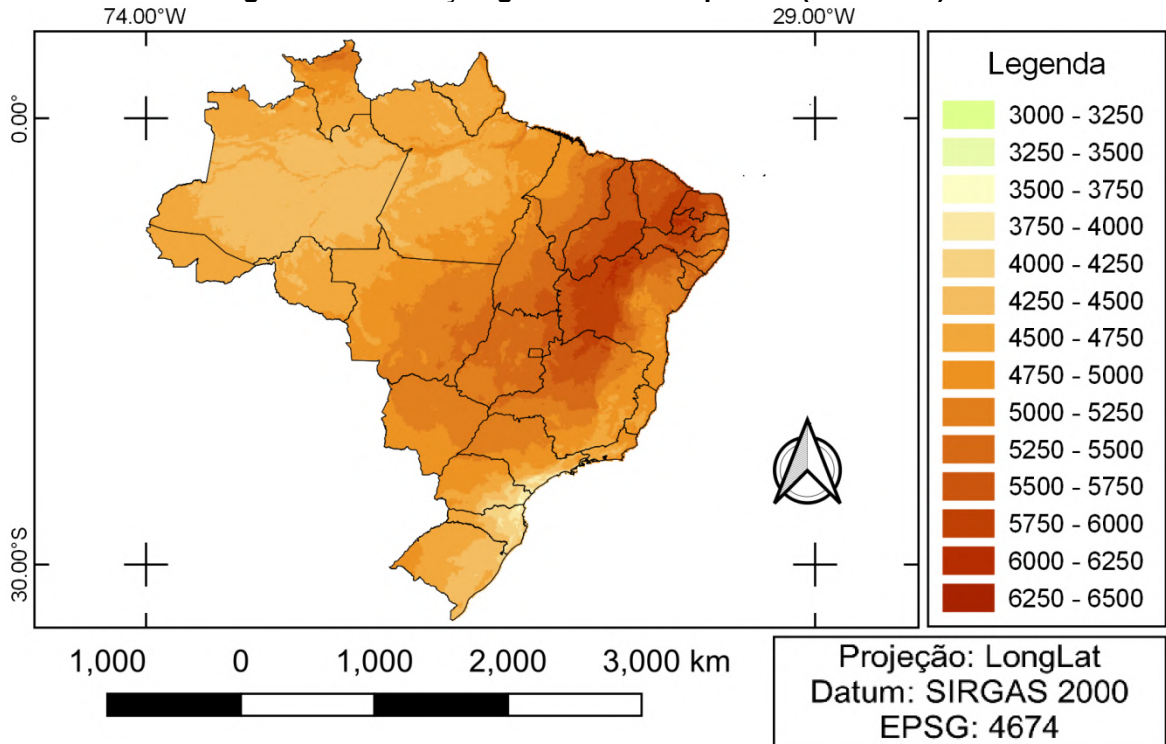 74.00°W
29.00°W
0.00°
30.00°S
Legenda
3000 - 3250
3250 - 3500
3500 - 3750
3750 - 4000
4000 - 4250
4250 - 4500
4500 - 4750
4750 - 5000
5000 - 5250
5250 - 5500
5500 - 5750
5750 - 6000
6000 - 6250
6250 - 6500
1,000 0 1,000 2,000 3,000 km
Projeção: LongLat
Datum: SIRGAS 2000
EPSG: 4674